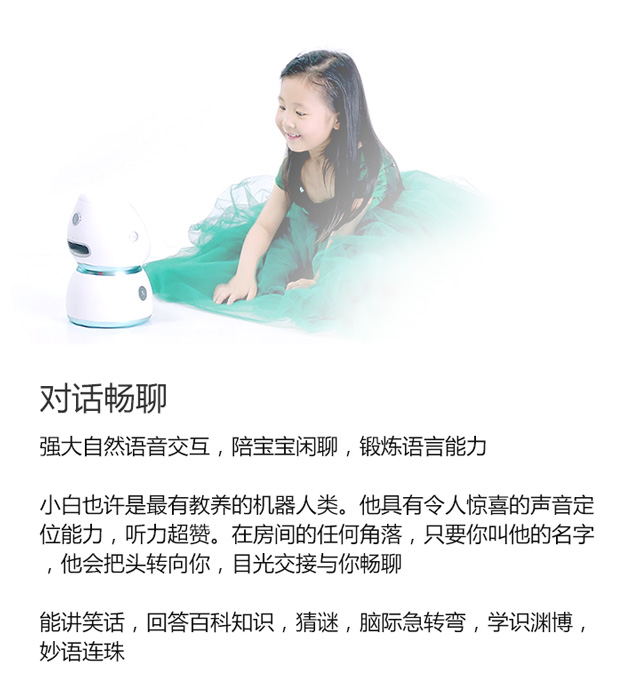 对话畅聊
强大自然语音交互，陪宝宝闲聊，锻炼语言能力
小白也许是最有教养的机器人类。他具有令人惊喜的声音定
位能力，听力超赞。在房间的任何角落，只要你叫他的名字
，他会把头转向你，目光交接与你畅聊
能讲笑话，回答百科知识，猜谜，脑际急转弯，学识渊博，
妙语连珠